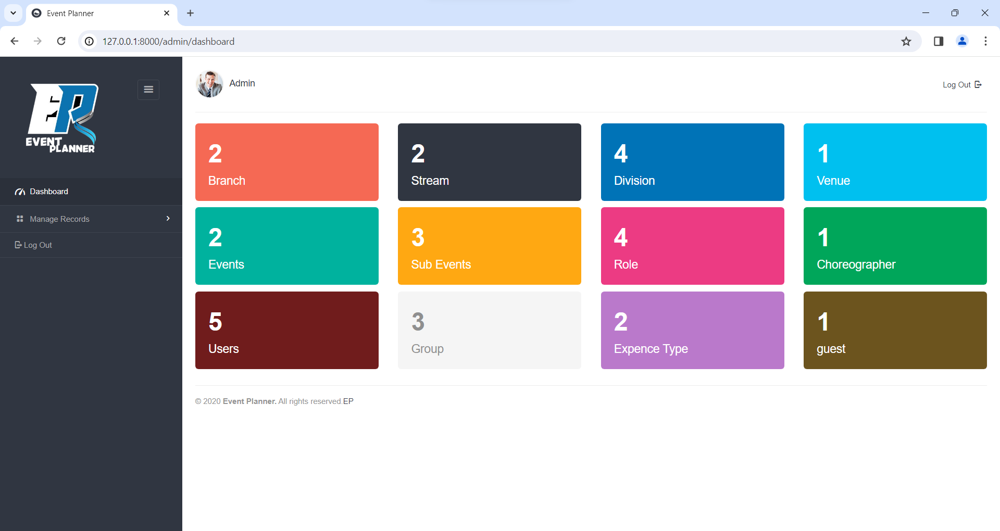 Event Planner
127.0.0.1:8000/admin/dashboard
EP
EVENT
PLANNER
Dashboard
Manage Records
Log Out
Admin
Log Out
2
Branch
2
Stream
4
Division
1
Venue
2
Events
3
Sub Events
4
Role
1
Choreographer
5
Users
3
Group
2
Expence Type
1
guest
© 2020 Event Planner. All rights reserved.EP